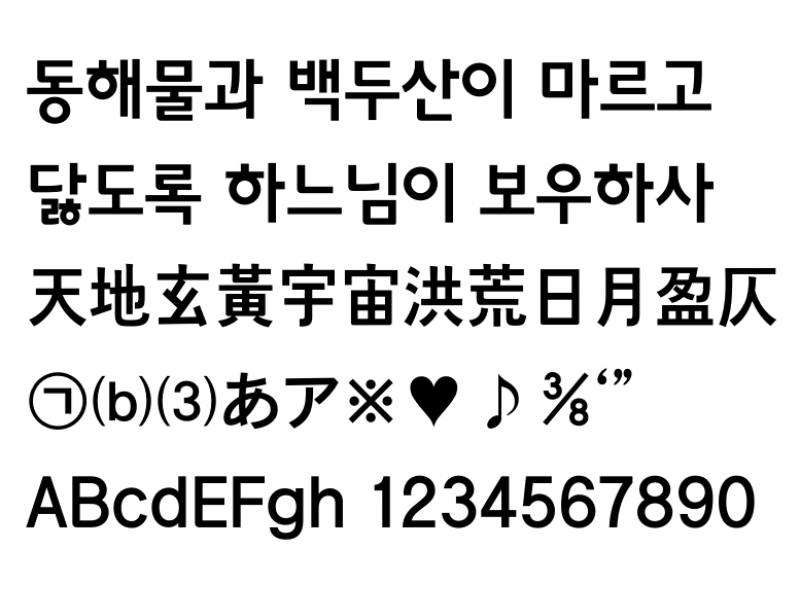 동해물과 백두산이 마르고
닳도록 하느님이 보우하사
天地玄黃宇宙洪荒日月盈仄
㉠⒝⑶あア※♥♪⅜‘”
ABcdEFgh 1234567890